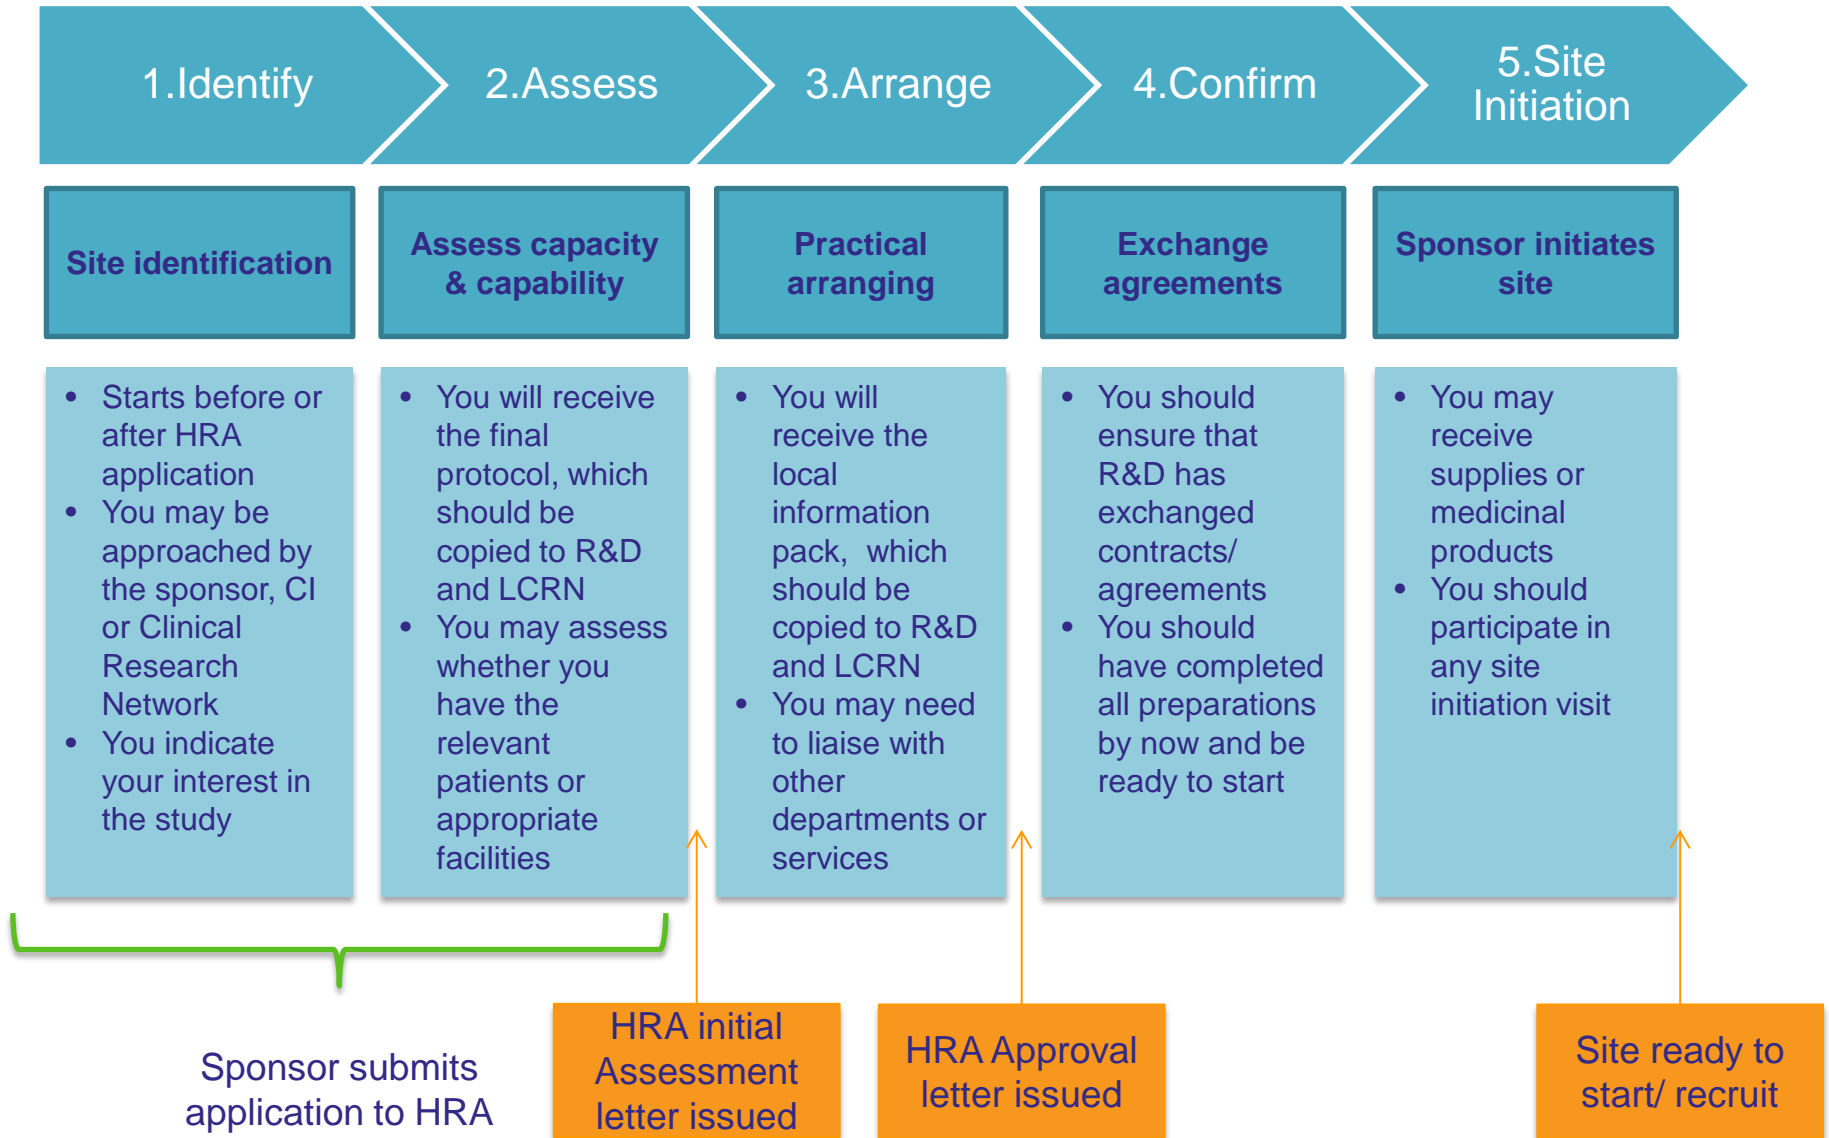 1.Identify
2.Assess
3.Arrange
4.Confirm
5.Site
Initiation
Site identification
Assess capacity
& capability
Practical
arranging
Exchange
agreements
Sponsor initiates
site
• Starts before or
after HRA
application
• You may be
approached by
the sponsor, CI
or Clinical
Research
Network
• You indicate
your interest in
the study
• You will receive
the final
protocol, which
should be
copied to R&D
and LCRN
• You may assess
whether you
have the
relevant
patients or
appropriate
facilities
• You will
receive the
local
information
pack,  which
should be
copied to R&D
and LCRN
• You may need
to liaise with
other
departments or
services
• You should
ensure that
R&D has
exchanged
contracts/
agreements
• You should
have completed
all preparations
by now and be
ready to start
• You may
receive
supplies or
medicinal
products
• You should
participate in
any site
initiation visit
Sponsor submits
application to HRA
HRA initial
Assessment
letter issued
HRA Approval
letter issued
Site ready to
start/ recruit